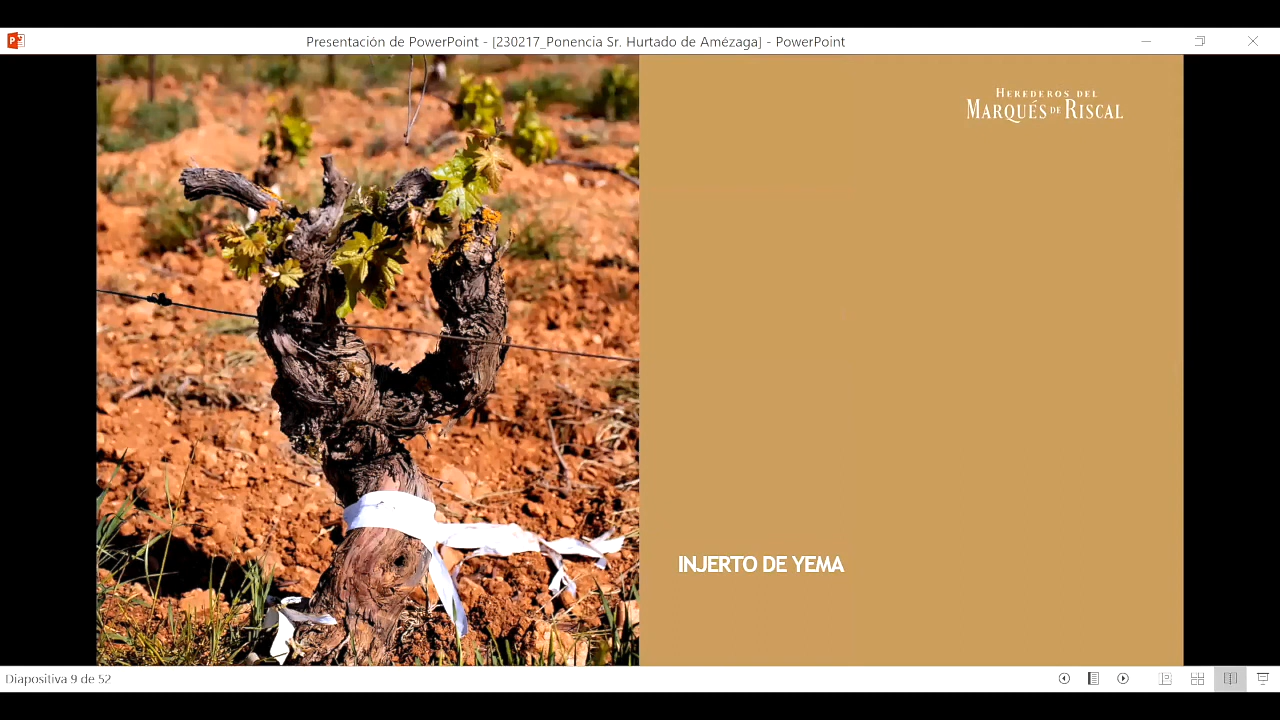 Presentación de PowerPoint - [230217_Ponencia Sr. Hurtado de Amézaga] - PowerPoint
HEREDEROS DEL
MARQUÉS DE RISCAL
INJERTO DE YEMA
Diapositiva 9 de 52